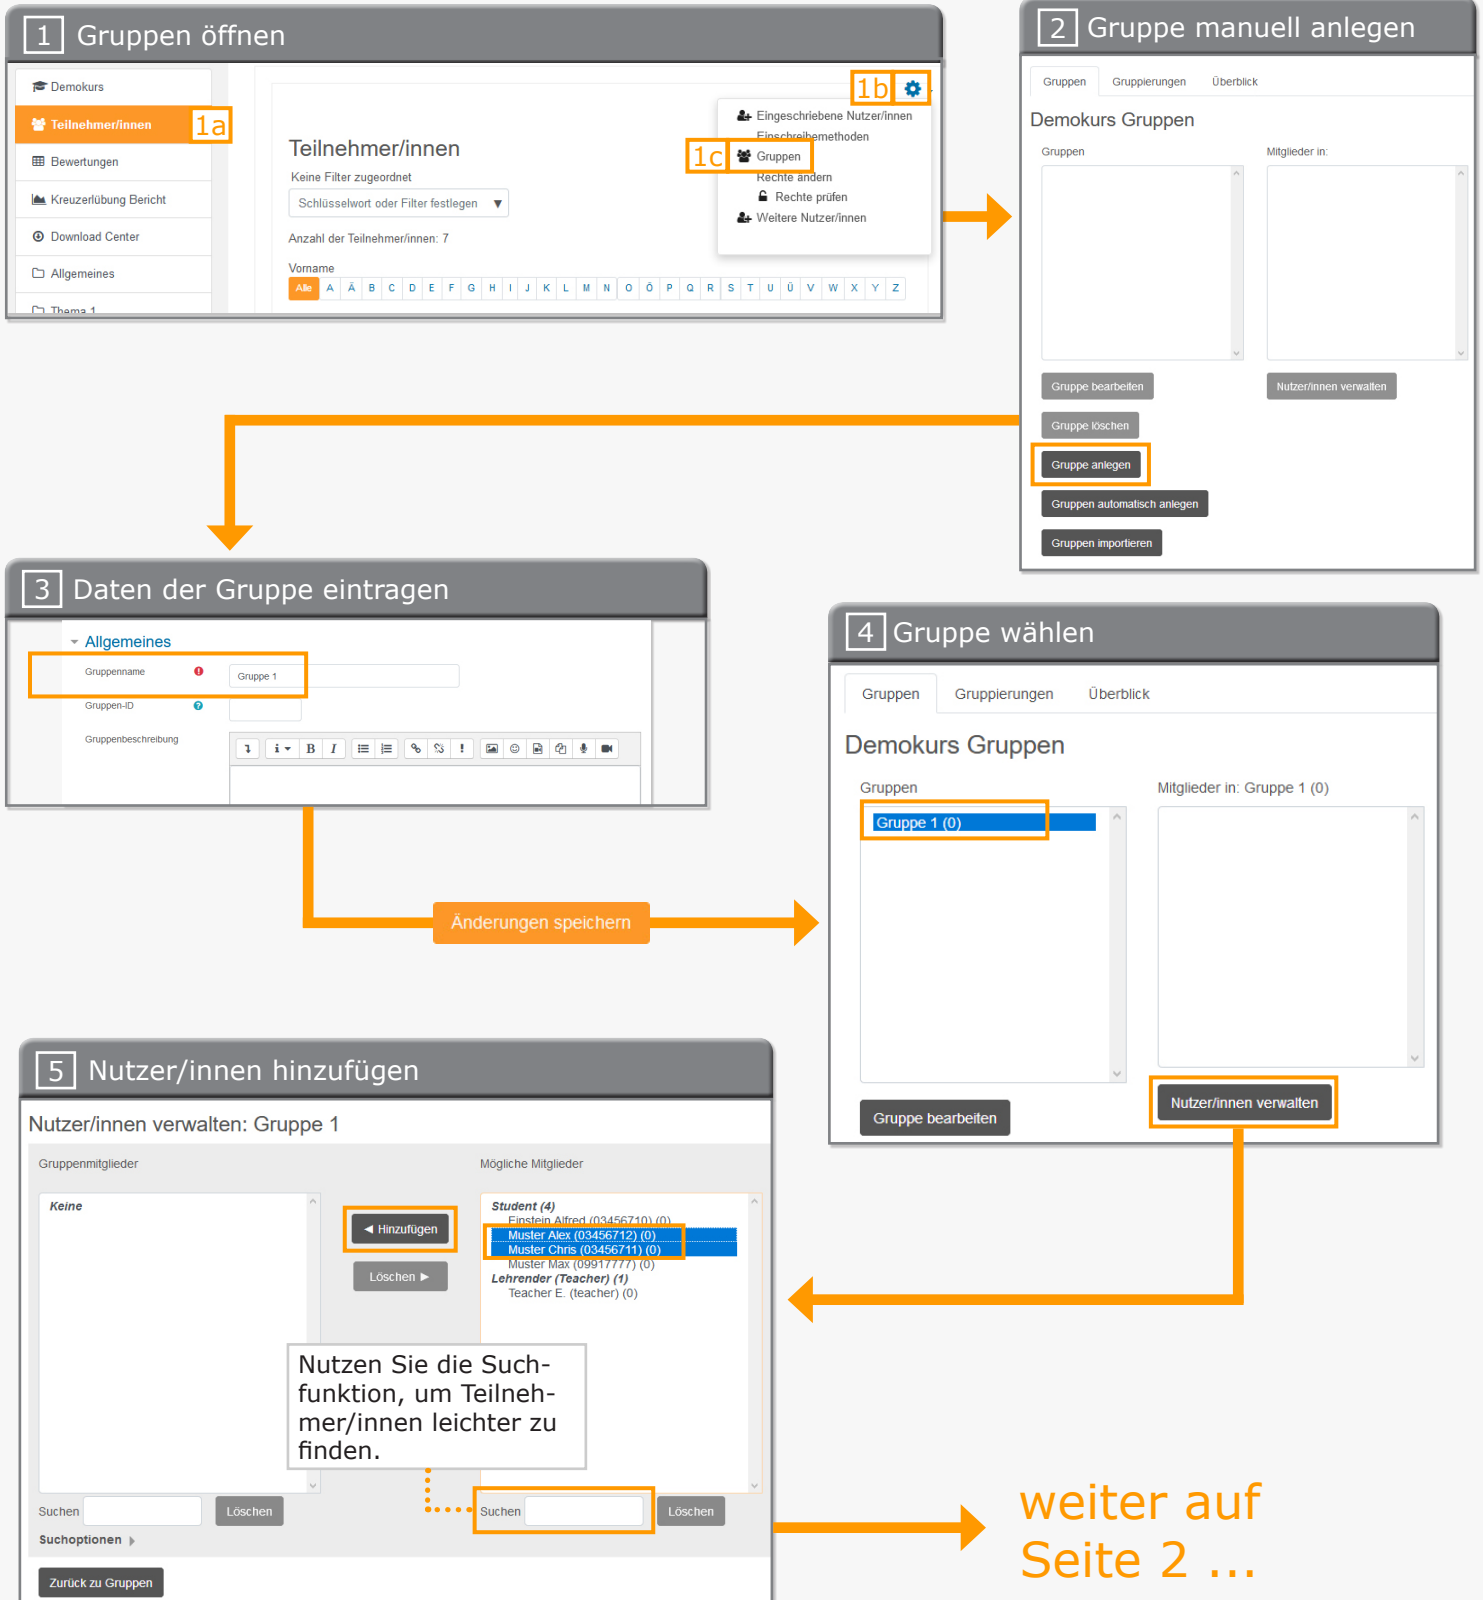 1 Gruppen öffnen
Demokurs
Teilnehmer/innen
1a
Bewertungen
Kreuzerlübung Bericht
Download Center
Allgemeines
Thema 1
1b
Teilnehmer/innen
Keine Filter zugeordnet
Schlüsselwort oder Filter festlegen ▼
Anzahl der Teilnehmer/innen: 7
Vorname
Alle A Ä B C D E F G H I J K L M N O Ö P Q R S T U Ü V W X Y Z
Eingeschriebene Nutzer/innen
Einschreibemethoden
1c Gruppen
Rechte ändern
Rechte prüfen
Weitere Nutzer/innen
2 Gruppe manuell anlegen
Gruppen Gruppierungen Überblick
Demokurs Gruppen
Gruppen Mitglieder in:
Gruppe bearbeiten Nutzer/innen verwalten
Gruppe löschen
Gruppe anlegen
Gruppen automatisch anlegen
Gruppen importieren
3 Daten der Gruppe eintragen
Allgemeines
Gruppenname Gruppe 1
Gruppen-ID
Gruppenbeschreibung
Änderungen speichern
4 Gruppe wählen
Gruppen Gruppierungen Überblick
Demokurs Gruppen
Gruppen Mitglieder in: Gruppe 1 (0)
Gruppe 1 (0)
Gruppe bearbeiten Nutzer/innen verwalten
5 Nutzer/innen hinzufügen
Nutzer/innen verwalten: Gruppe 1
Gruppenmitglieder Mögliche Mitglieder
Keine
◄ Hinzufügen
Löschen ►
Student (4)
Einstein Alfred (03456710) (0)
Muster Alex (03456712) (0)
Muster Chris (03456711) (0)
Muster Max (09917777) (0)
Lehrender (Teacher) (1)
Teacher E. (teacher) (0)
Nutzen Sie die Such-
funktion, um Teilneh-
mer/innen leichter zu
finden.
Suchen Löschen Suchen Löschen
Suchoptionen
Zurück zu Gruppen
weiter auf
Seite 2 ...